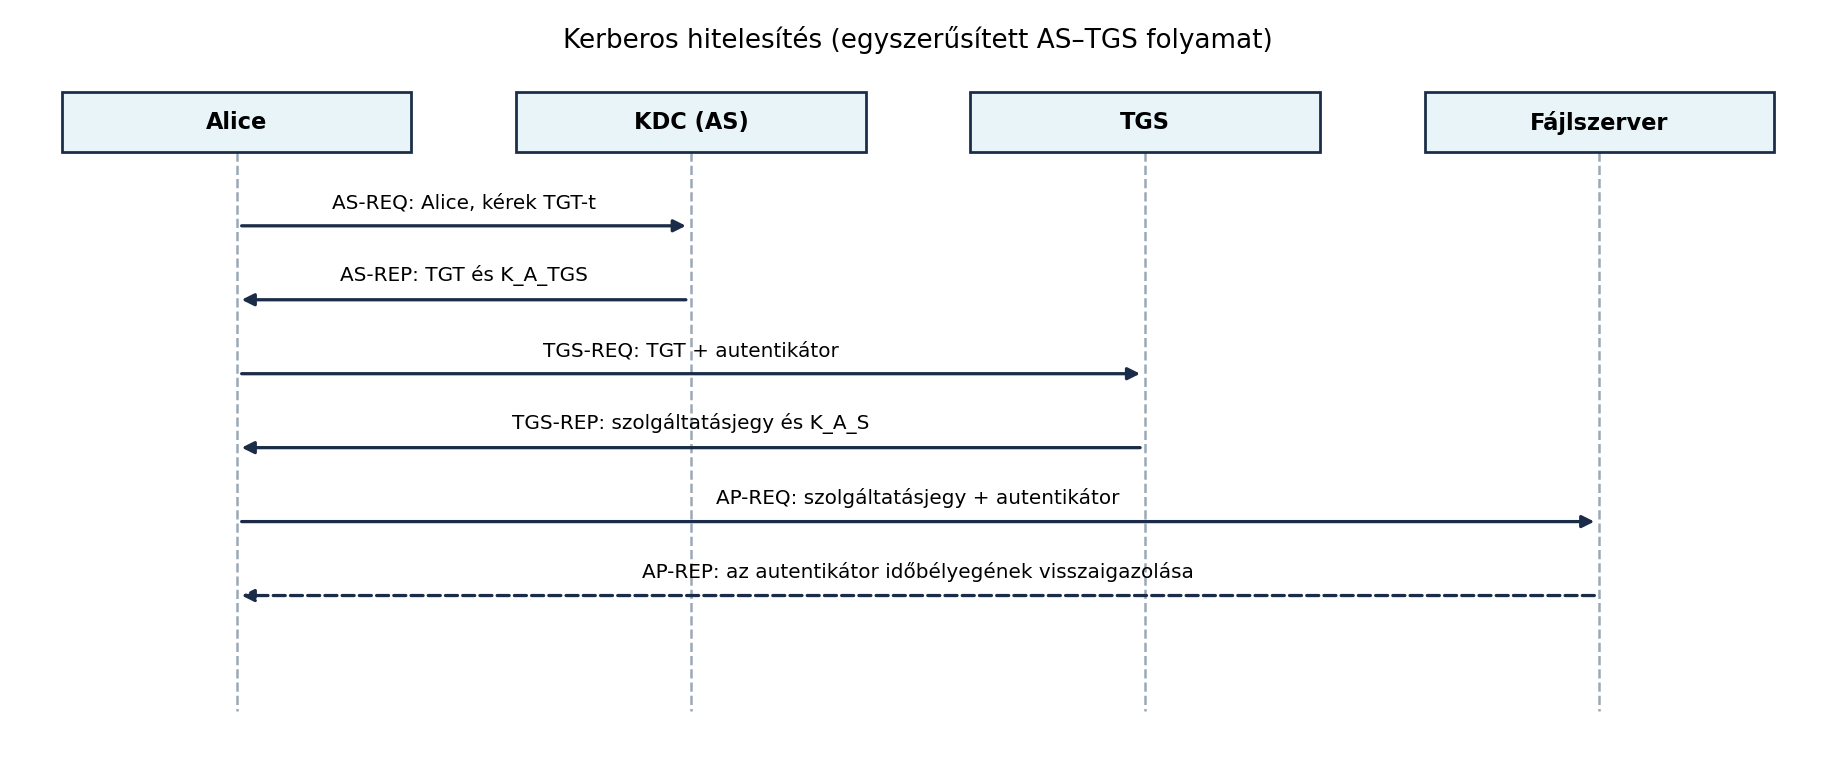 Kerberos hitelesítés (egyszerűsített AS–TGS folyamat)
Alice
KDC (AS)
TGS
Fájlszerver
AS-REQ: Alice, kérek TGT-t
AS-REP: TGT és K_A_TGS
TGS-REQ: TGT + autentikátor
TGS-REP: szolgáltatásjegy és K_A_S
AP-REQ: szolgáltatásjegy + autentikátor
AP-REP: az autentikátor időbélyegének visszaigazolása